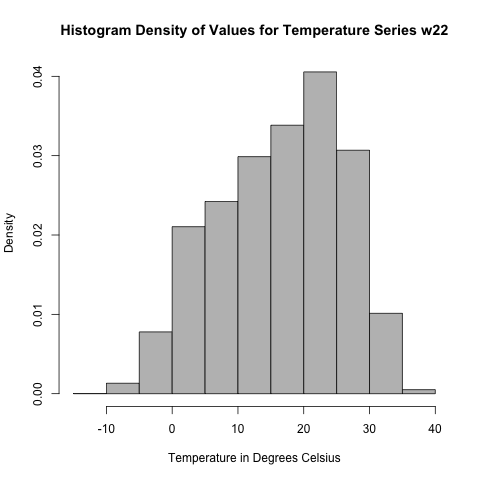 Histogram Density of Values for Temperature Series w22
Density
0.04
0.03
0.02
0.01
0.00
-10 0 10 20 30 40
Temperature in Degrees Celsius